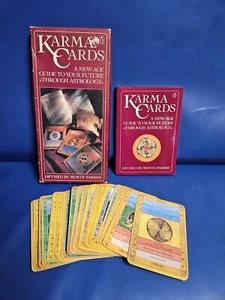 KARMA
CARDS
A NEW AGE
GUIDE TO YOUR FUTURE
THROUGH ASTROLOGY
DEVISED BY MONTE FARBER
KARMA
CARDS
A NEW AGE
GUIDE TO YOUR FUTURE
THROUGH ASTROLOGY
DEVISED BY MONTE FARBER